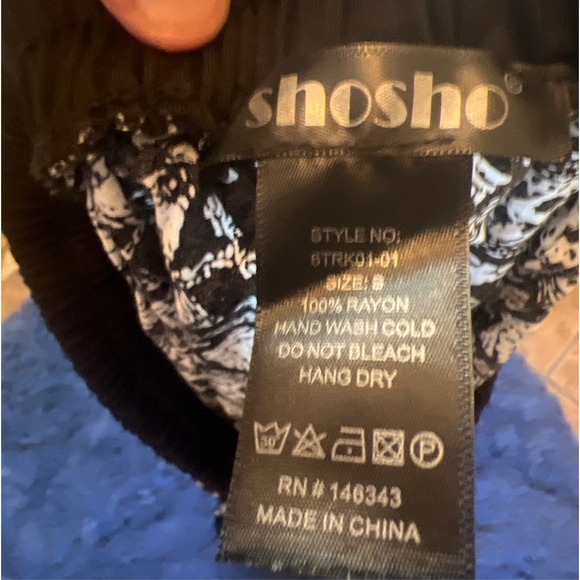 shosho®
STYLE NO:
6TRK01-01
SIZE: S
100% RAYON
HAND WASH COLD
DO NOT BLEACH
HANG DRY
30 P
RN # 146343
MADE IN CHINA